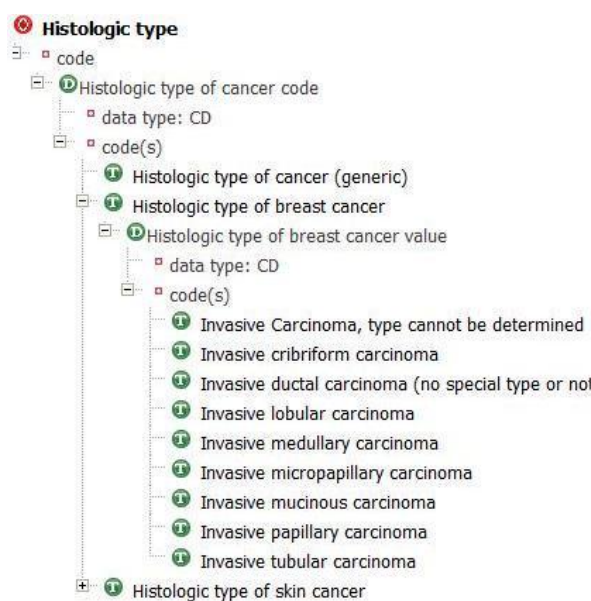 Histologic type
code
Histologic type of cancer code
data type: CD
code(s)
Histologic type of cancer (generic)
Histologic type of breast cancer
Histologic type of breast cancer value
data type: CD
code(s)
Invasive Carcinoma, type cannot be determined
Invasive cribriform carcinoma
Invasive ductal carcinoma (no special type or not
Invasive lobular carcinoma
Invasive medullary carcinoma
Invasive micropapillary carcinoma
Invasive mucinous carcinoma
Invasive papillary carcinoma
Invasive tubular carcinoma
Histologic type of skin cancer